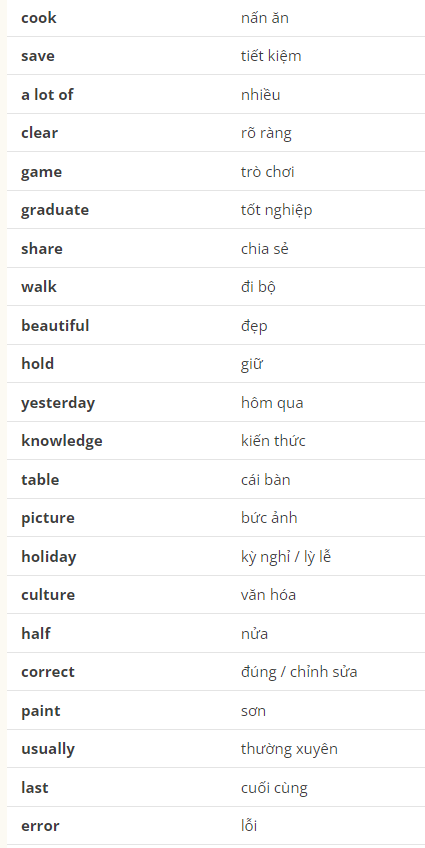 cook nấn ăn
save tiết kiệm
a lot of nhiều
clear rõ ràng
game trò chơi
graduate tốt nghiệp
share chia sẻ
walk đi bộ
beautiful đẹp
hold giữ
yesterday hôm qua
knowledge kiến thức
table cái bàn
picture bức ảnh
holiday kỳ nghỉ / lỳ lễ
culture văn hóa
half nửa
correct đúng / chỉnh sửa
paint sơn
usually thường xuyên
last cuối cùng
error lỗi